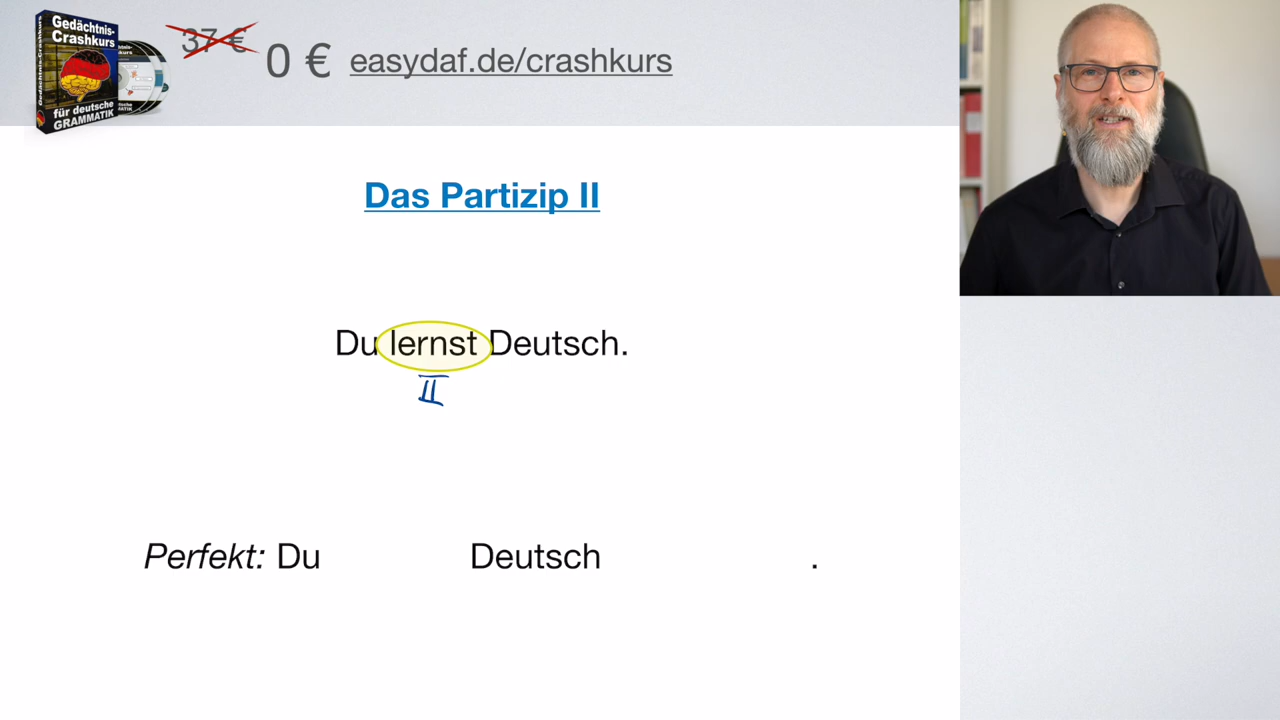 Gedächtnis-
Crashkurs
für deutsche
GRAMMATIK
37 € 0 € easydaf.de/crashkurs
Das Partizip II
Du lernst Deutsch.
II
Perfekt: Du Deutsch .